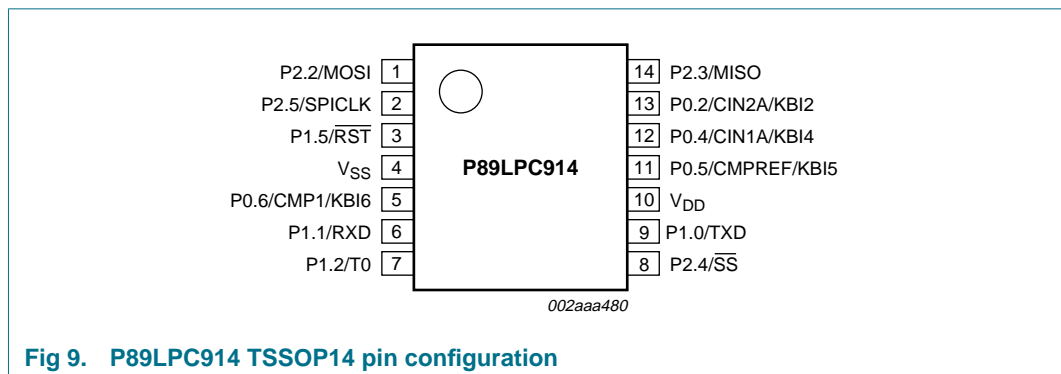 P2.2/MOSI 1 14 P2.3/MISO
P2.5/SPICLK 2 13 P0.2/CIN2A/KBI2
P1.5/R̅S̅T̅ 3 12 P0.4/CIN1A/KBI4
VSS 4 P89LPC914 11 P0.5/CMPREF/KBI5
P0.6/CMP1/KBI6 5 10 VDD
P1.1/RXD 6 9 P1.0/TXD
P1.2/T0 7 8 P2.4/S̅S̅
002aaa480
Fig 9. P89LPC914 TSSOP14 pin configuration